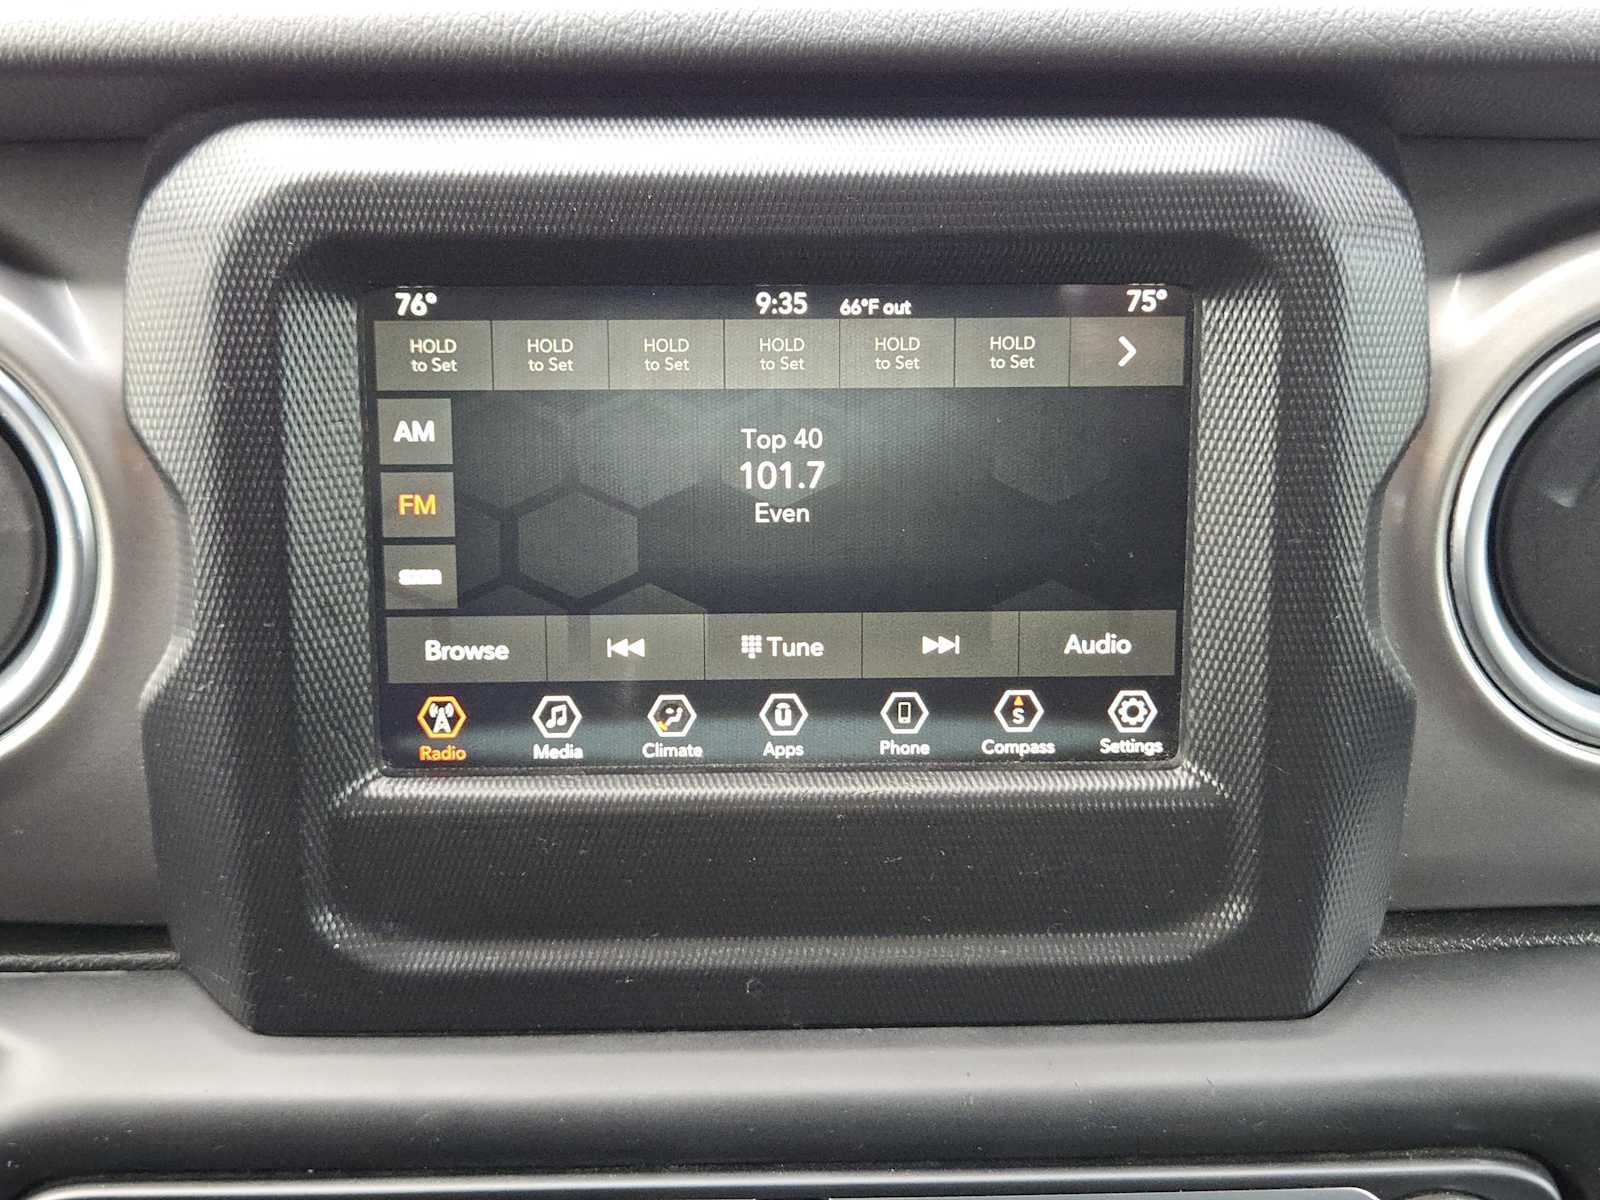 76° 9:35 66°F out 75°
HOLD to Set
HOLD to Set
HOLD to Set
HOLD to Set
HOLD to Set
HOLD to Set
AM
FM
Top 40
101.7
Even
Browse Tune Audio
Radio Media Climate Apps Phone S Compass Settings